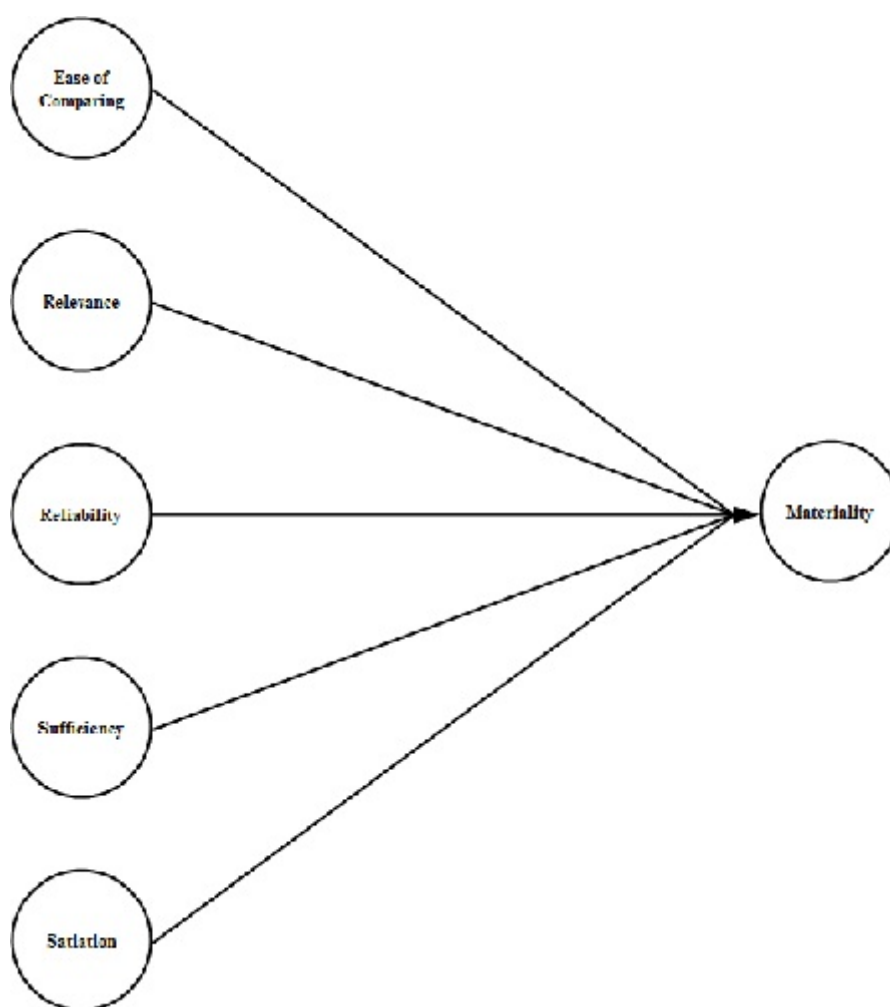 Ease of
Comparing
Relevance
Reliability
Materiality
Sufficiency
Satiation